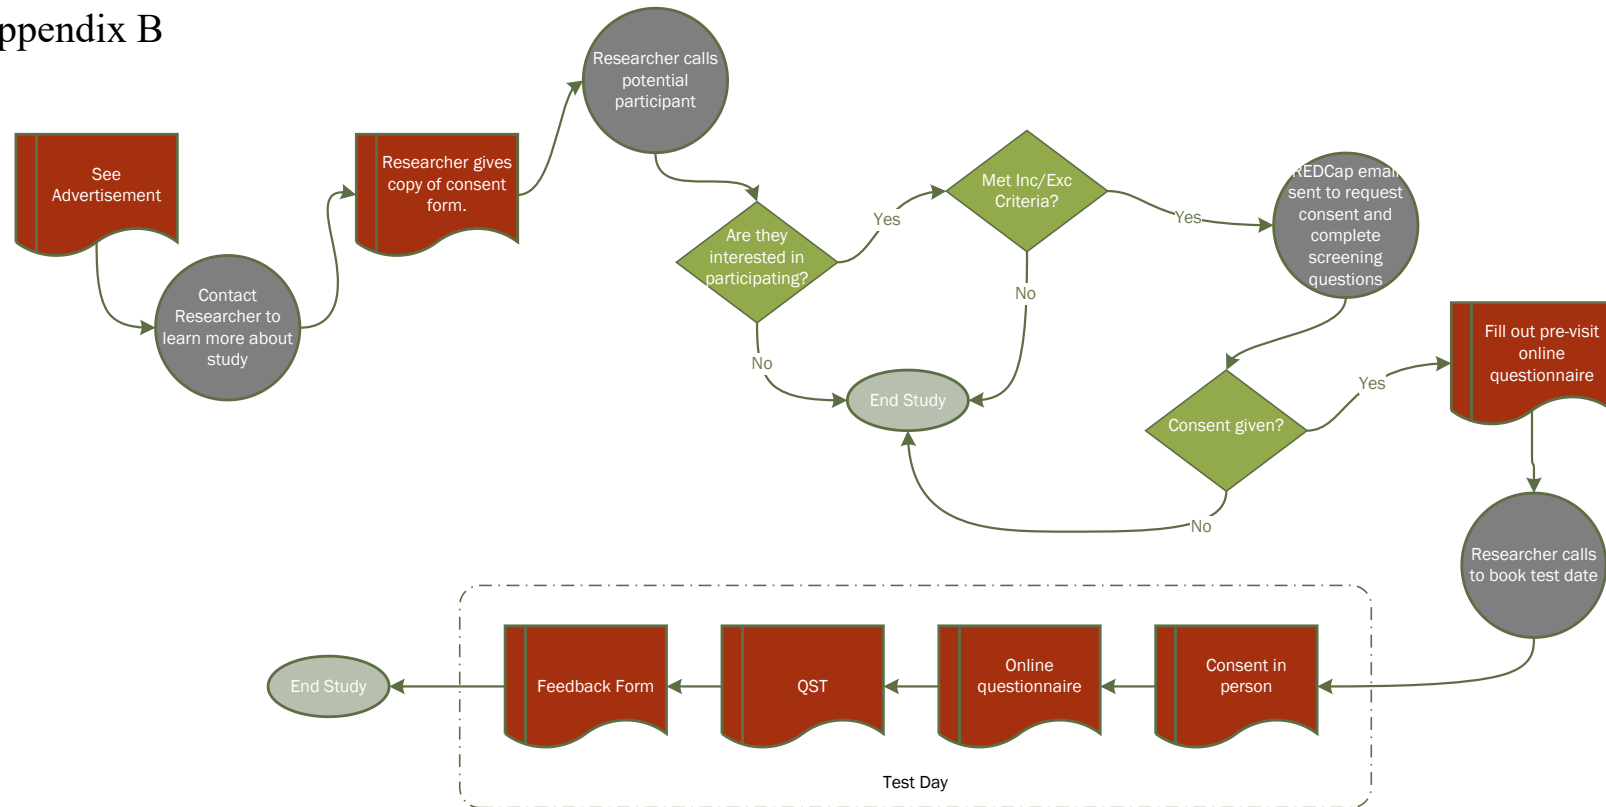 ppendix B
Researcher calls
potential
participant
See
Advertisement
Researcher gives
copy of consent
form.
Met Inc/Exc
Criteria?
REDCap email
sent to request
consent and
complete
screening
questions
Yes
Yes
Are they
interested in
participating?
Contact
Researcher to
learn more about
study
No
No
Fill out pre-visit
online
questionnaire
Yes
End Study
Consent given?
No
Researcher calls
to book test date
End Study
Feedback Form
QST
Online
questionnaire
Consent in
person
Test Day